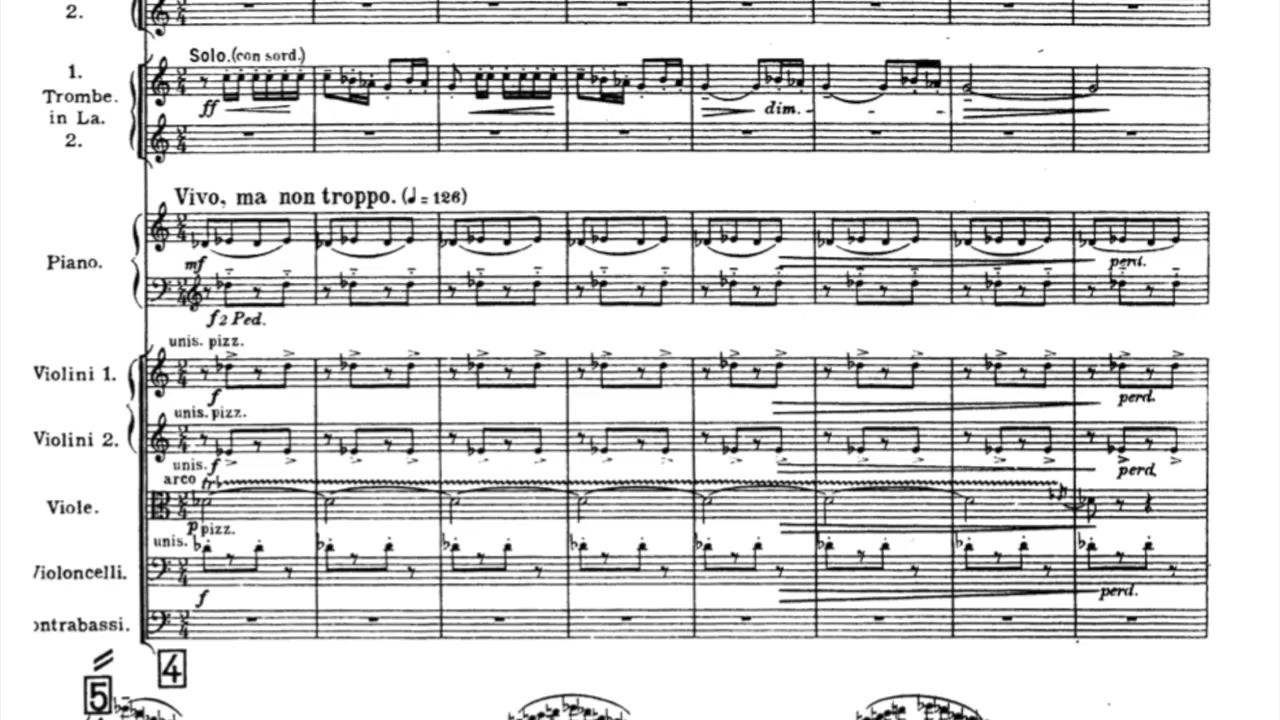 2.
Solo. (con sord.)
1.
Trombe.
in La.
2.
ff
dim.
Vivo, ma non troppo. (♩=126)
Piano.
mf
perd.
f 2 Ped.
unis. pizz.
Violini 1.
f
perd.
unis. pizz.
Violini 2.
f
perd.
unis.
arco
tr
Viole.
p
pizz.
unis.
Violoncelli.
f
perd.
ontrabassi.
4
5